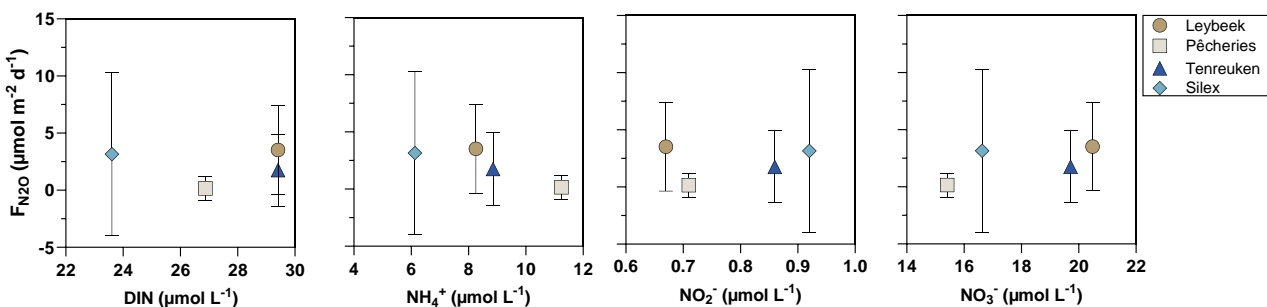 15
10
5
0
-5
F_N2O (µmol m⁻² d⁻¹)
22 24 26 28 30
DIN (µmol L⁻¹)
4 6 8 10 12
NH₄⁺ (µmol L⁻¹)
0.6 0.7 0.8 0.9 1.0
NO₂⁻ (µmol L⁻¹)
14 16 18 20 22
NO₃⁻ (µmol L⁻¹)
Leybeek
Pêcheries
Tenreuken
Silex